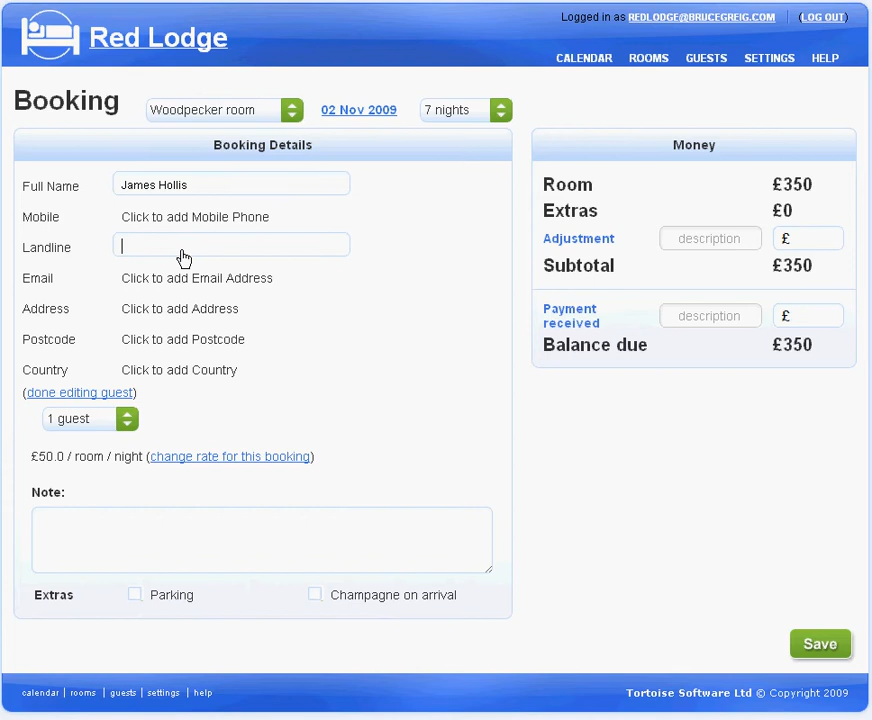 Logged in as REDLODGE@BRUCEGREIG.COM (LOG OUT)
Red Lodge
CALENDAR ROOMS GUESTS SETTINGS HELP
Booking Woodpecker room 02 Nov 2009 7 nights
Booking Details
Full Name James Hollis
Mobile Click to add Mobile Phone
Landline
Email Click to add Email Address
Address Click to add Address
Postcode Click to add Postcode
Country Click to add Country
(done editing guest)
1 guest
£50.0 / room / night (change rate for this booking)
Note:
Extras Parking Champagne on arrival
Money
Room £350
Extras £0
Adjustment description £
Subtotal £350
Payment
received description £
Balance due £350
Save
calendar | rooms | guests | settings | help
Tortoise Software Ltd © Copyright 2009